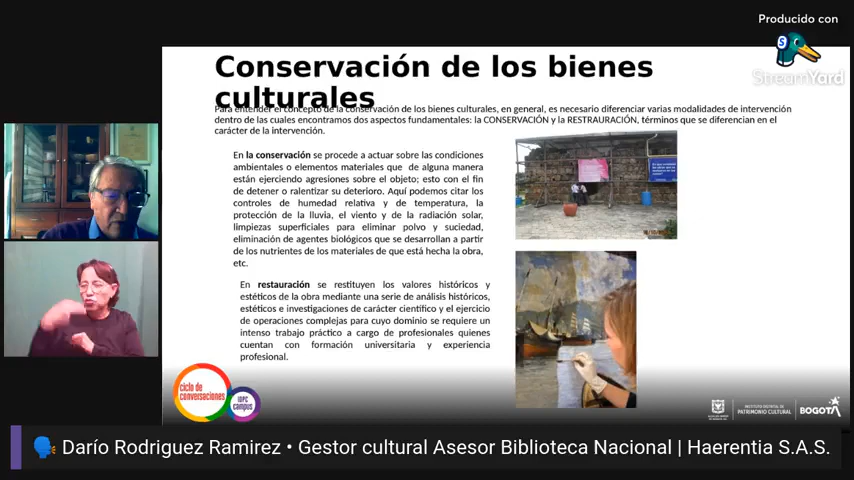 Producido con
StreamYard
Conservación de los bienes
culturales
Para entender el concepto de la conservación de los bienes culturales, en general, es necesario diferenciar varias modalidades de intervención
dentro de las cuales encontramos dos aspectos fundamentales: la CONSERVACIÓN y la RESTAURACIÓN, términos que se diferencian en el
carácter de la intervención.
En la conservación se procede a actuar sobre las condiciones
ambientales o elementos materiales que de alguna manera
están ejerciendo agresiones sobre el objeto; esto con el fin
de detener o ralentizar su deterioro. Aquí podemos citar los
controles de humedad relativa y de temperatura, la
protección de la lluvia, el viento y de la radiación solar,
limpiezas superficiales para eliminar polvo y suciedad,
eliminación de agentes biológicos que se desarrollan a partir
de los nutrientes de los materiales de que está hecha la obra,
etc.
En restauración se restituyen los valores históricos y
estéticos de la obra mediante una serie de análisis históricos,
estéticos e investigaciones de carácter científico y el ejercicio
de operaciones complejas para cuyo dominio se requiere un
intenso trabajo práctico a cargo de profesionales quienes
cuentan con formación universitaria y experiencia
profesional.
ciclo de
conversaciones
IDPC
campus
INSTITUTO DISTRITAL DE
PATRIMONIO CULTURAL
BOGOTÁ
Darío Rodriguez Ramirez • Gestor cultural Asesor Biblioteca Nacional | Haerentia S.A.S.